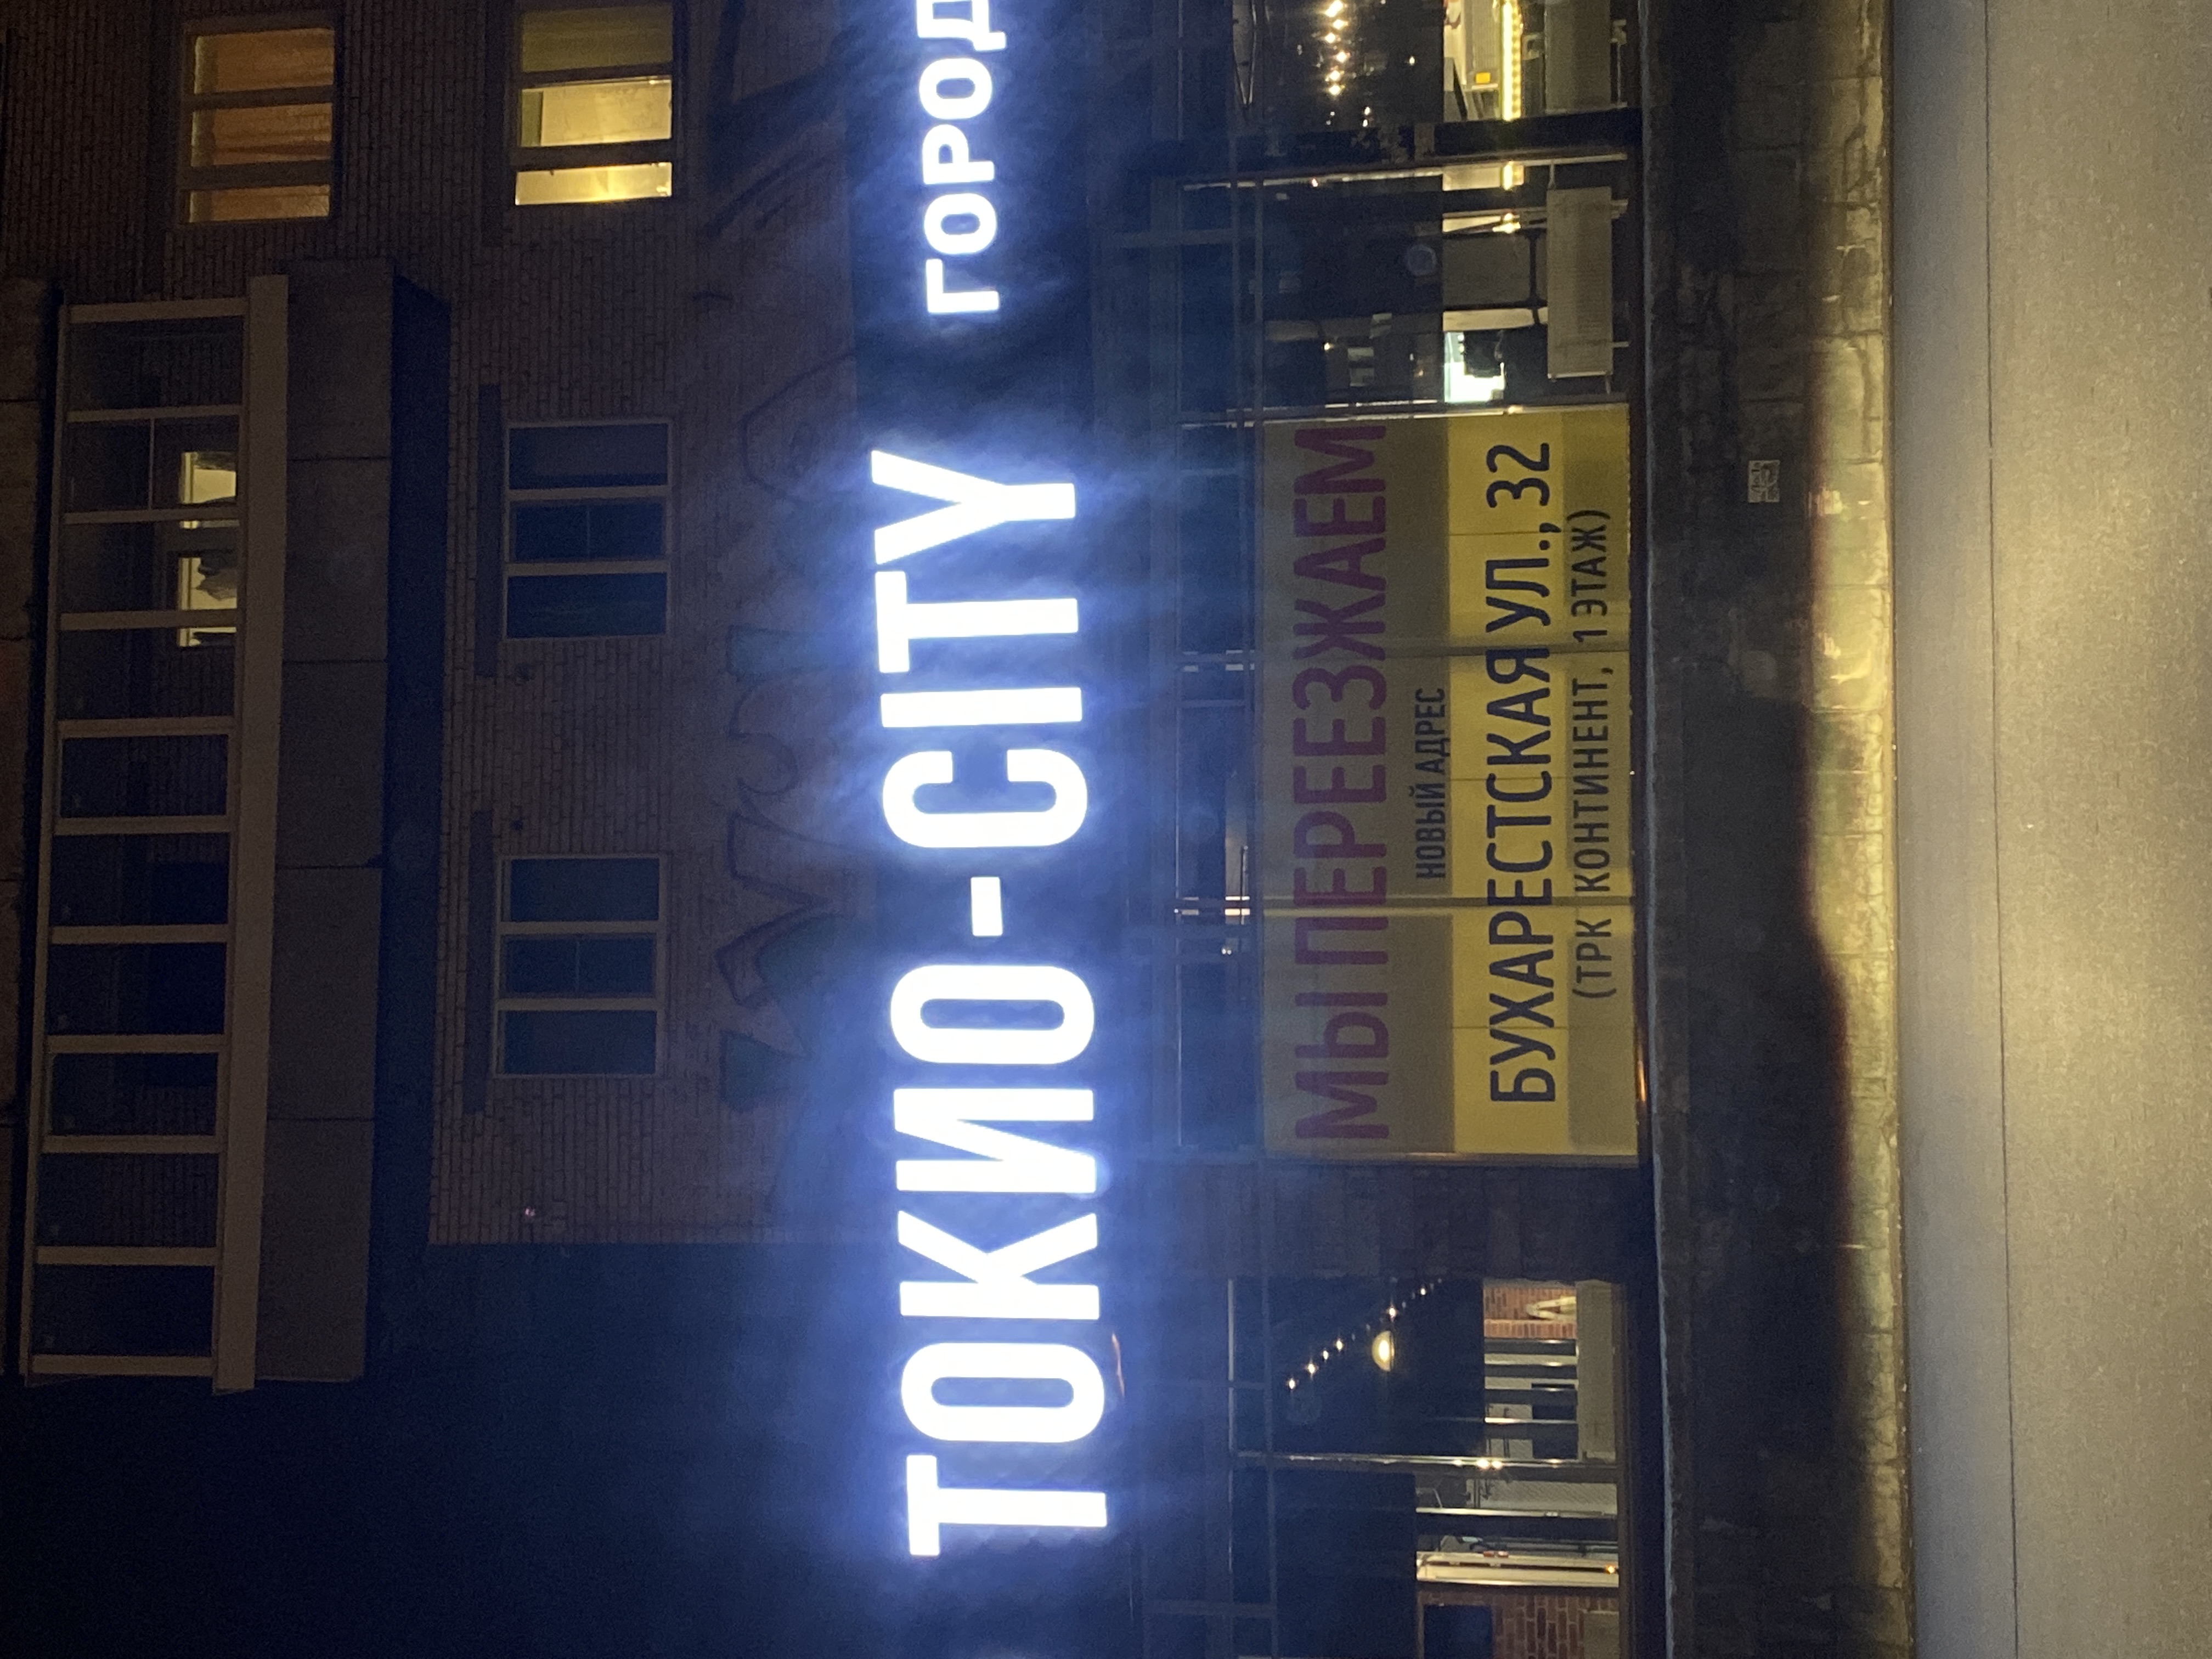 ТОКИО-CITY ГОРОД
МЫ ПЕРЕЕЗЖАЕМ
НОВЫЙ АДРЕС
БУХАРЕСТСКАЯ УЛ., 32
(ТРК КОНТИНЕНТ, 1 ЭТАЖ)